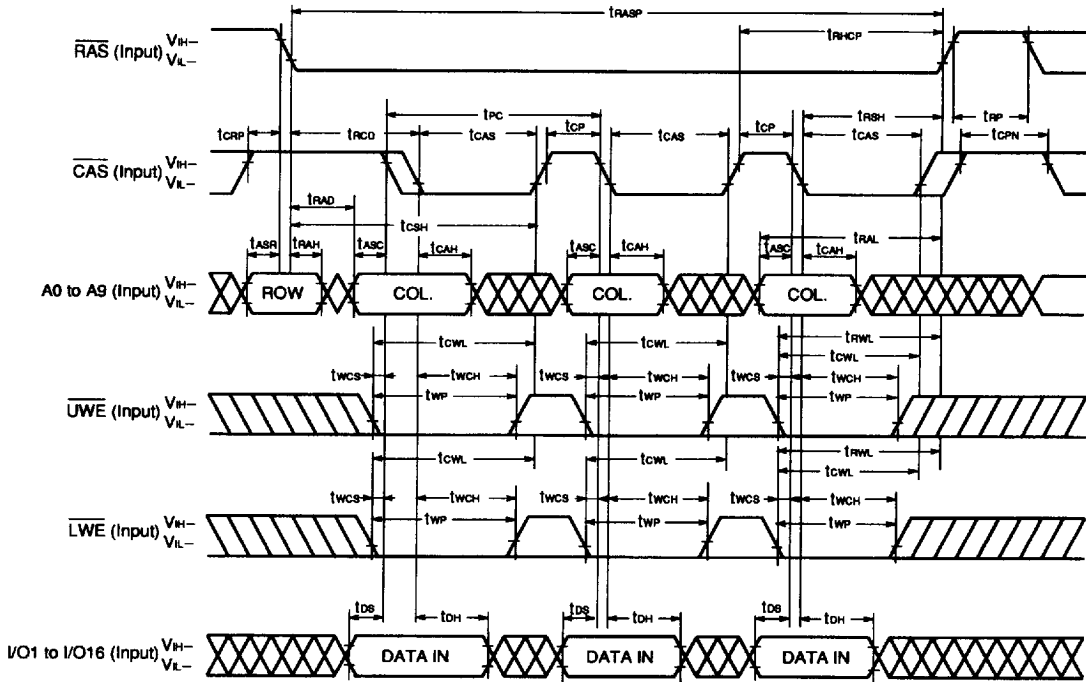 tRASP
tRHCP
RAS (Input) VIH–
VIL–
tPC
tRSH
tRP
tCRP tRCD tCAS tCP tCAS tCP tCAS tCPN
CAS (Input) VIH–
VIL–
tRAD
tCSH
tRAL
tASR tRAH tASC tCAH tASC tCAH tASC tCAH
A0 to A9 (Input) VIH–
VIL–
ROW COL. COL. COL.
tRWL
tCWL tCWL tCWL
tWCS tWCH tWCS tWCH tWCS tWCH
tWP tWP tWP
UWE (Input) VIH–
VIL–
tRWL
tCWL tCWL tCWL
tWCS tWCH tWCS tWCH tWCS tWCH
tWP tWP tWP
LWE (Input) VIH–
VIL–
tDS tDH tDS tDH tDS tDH
I/O1 to I/O16 (Input) VIH–
VIL–
DATA IN DATA IN DATA IN